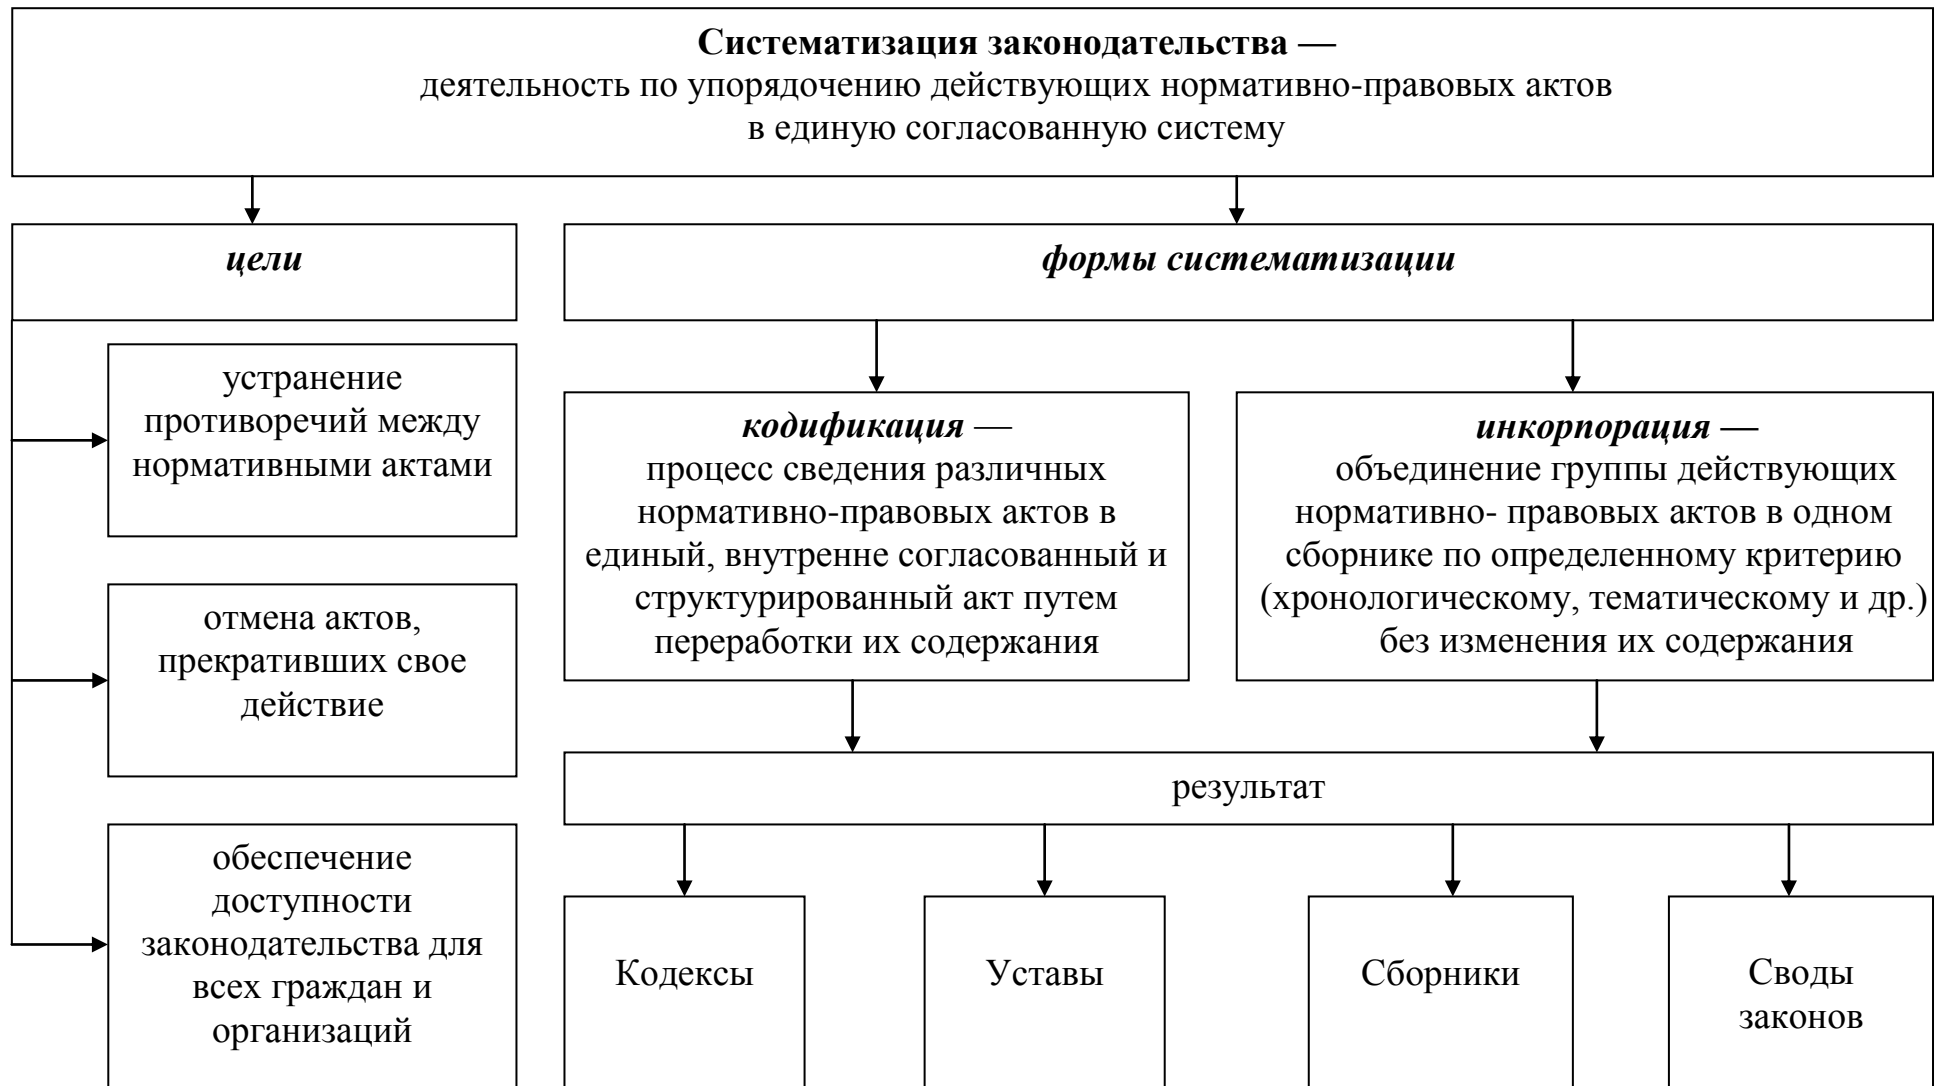 Систематизация законодательства —
деятельность по упорядочению действующих нормативно-правовых актов
в единую согласованную систему
цели
формы систематизации
устранение
противоречий между
нормативными актами
отмена актов,
прекративших свое
действие
обеспечение
доступности
законодательства для
всех граждан и
организаций
кодификация —
процесс сведения различных
нормативно-правовых актов в
единый, внутренне согласованный и
структурированный акт путем
переработки их содержания
инкорпорация —
объединение группы действующих
нормативно- правовых актов в одном
сборнике по определенному критерию
(хронологическому, тематическому и др.)
без изменения их содержания
результат
Кодексы
Уставы
Сборники
Своды
законов